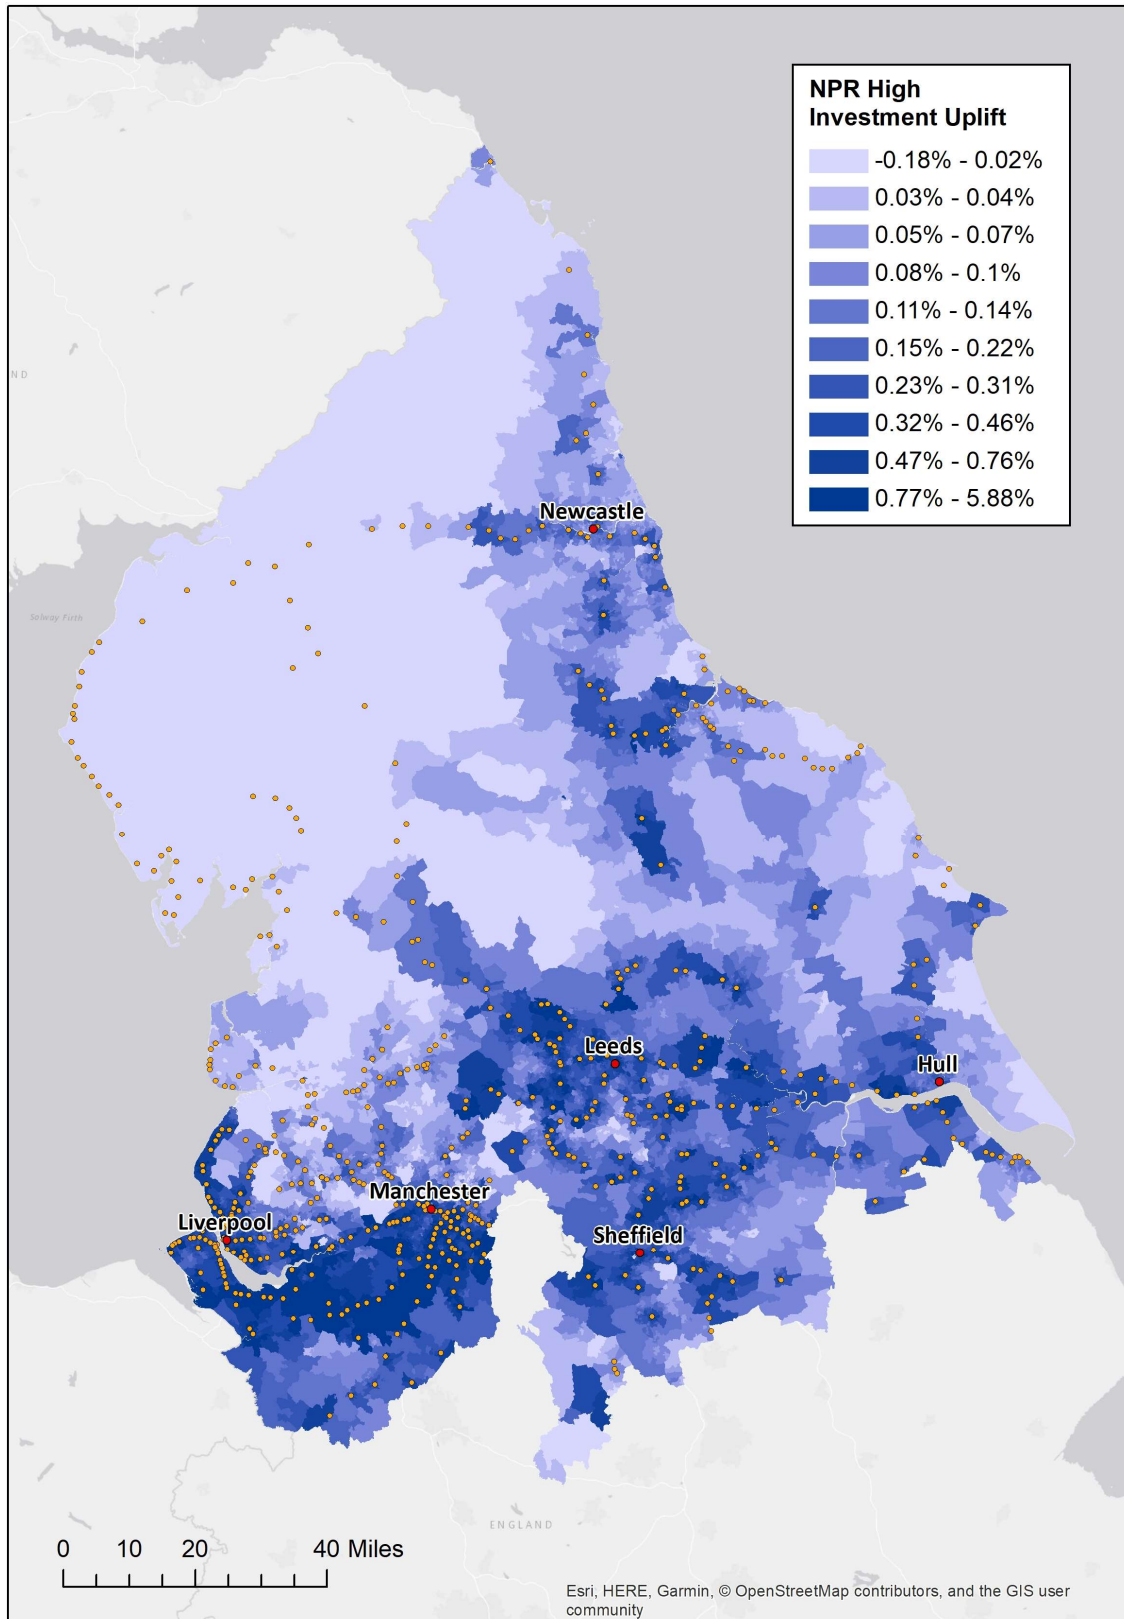 NPR High
Investment Uplift
-0.18% - 0.02%
0.03% - 0.04%
0.05% - 0.07%
0.08% - 0.1%
0.11% - 0.14%
0.15% - 0.22%
0.23% - 0.31%
0.32% - 0.46%
0.47% - 0.76%
0.77% - 5.88%
ND
Newcastle
Solway Firth
Leeds
Hull
Manchester
Liverpool
Sheffield
ENGLAND
0 10 20 40 Miles
Esri, HERE, Garmin, © OpenStreetMap contributors, and the GIS user
community